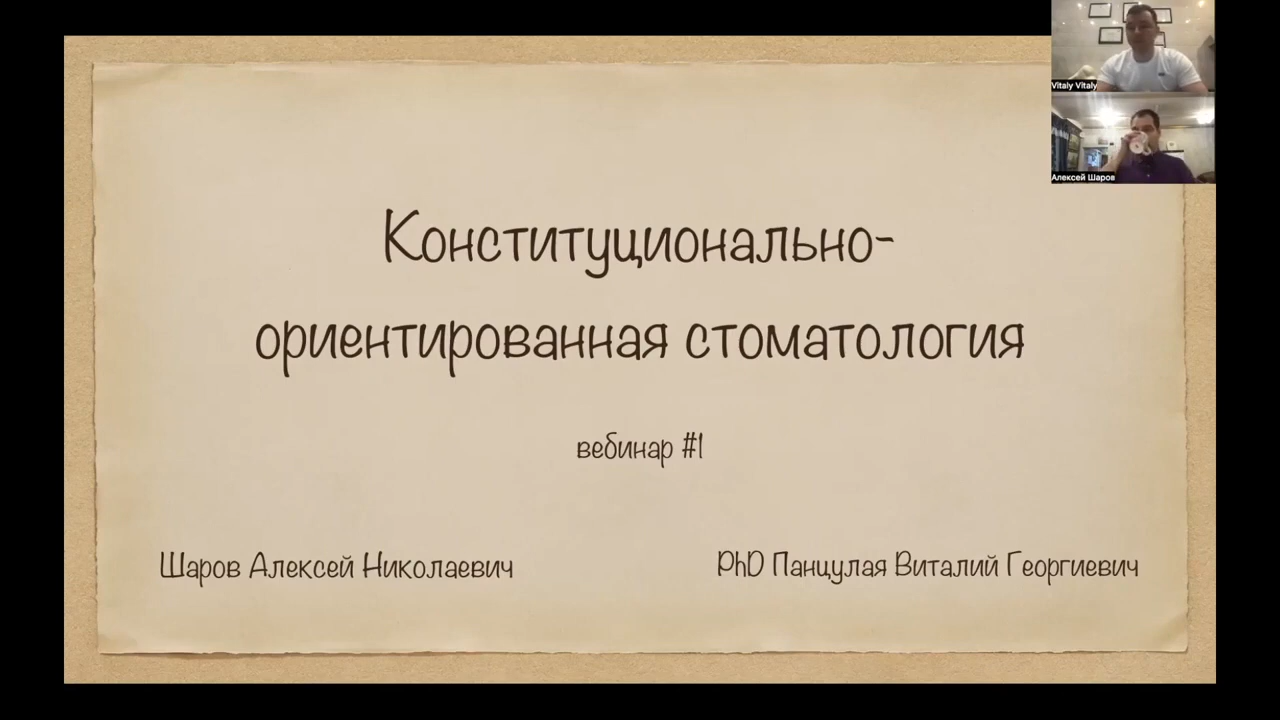 Vitaly Vitaly
Алексей Шаров
Конституционально-
ориентированная стоматология
вебинар #1
Шаров Алексей Николаевич
PhD Панцулая Виталий Георгиевич